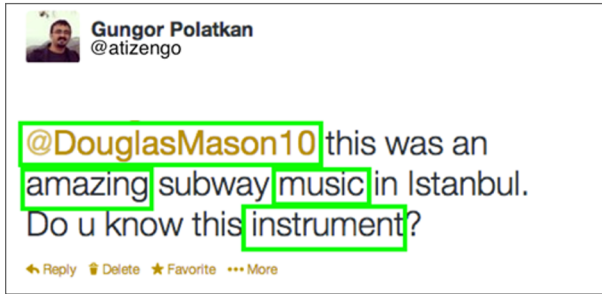 Gungor Polatkan
@atizengo
@DouglasMason10 this was an
amazing subway music in Istanbul.
Do u know this instrument?
Reply Delete Favorite More